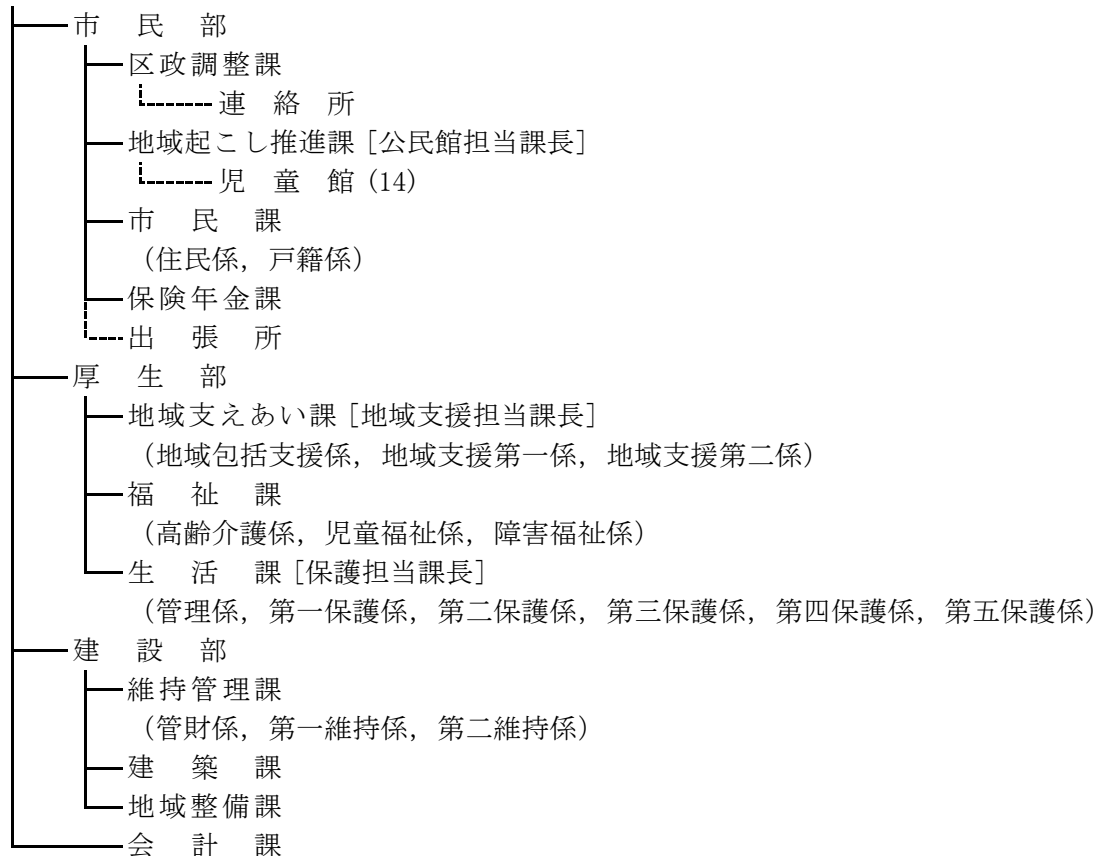 市民部
区政調整課
連絡所
地域起こし推進課［公民館担当課長］
児童館(14)
市民課
（住民係，戸籍係）
保険年金課
出張所
厚生部
地域支えあい課［地域支援担当課長］
（地域包括支援係，地域支援第一係，地域支援第二係）
福祉課
（高齢介護係，児童福祉係，障害福祉係）
生活課［保護担当課長］
（管理係，第一保護係，第二保護係，第三保護係，第四保護係，第五保護係）
建設部
維持管理課
（管財係，第一維持係，第二維持係）
建築課
地域整備課
会計課